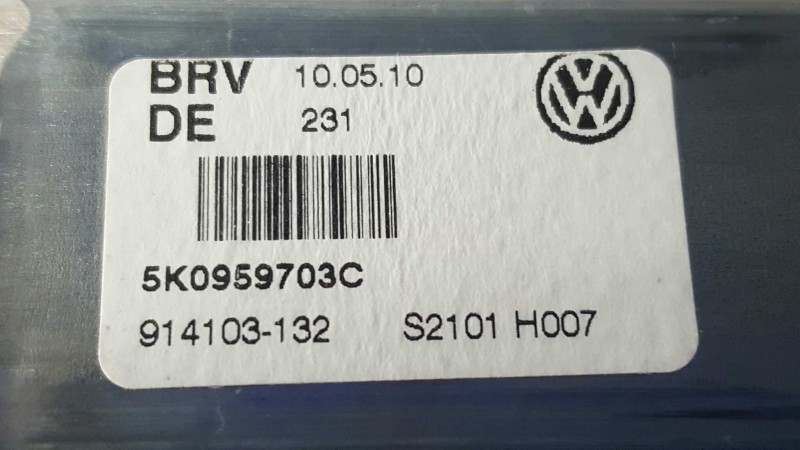 BRV 10.05.10
DE 231
5K0959703C
914103-132 S2101 H007